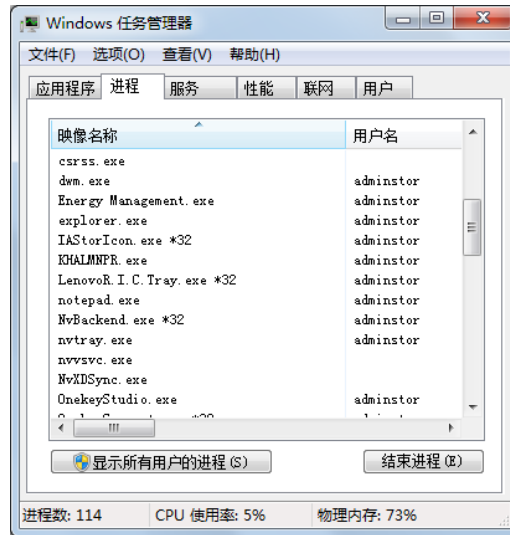 Windows 任务管理器
文件(F) 选项(O) 查看(V) 帮助(H)
应用程序 进程 服务 性能 联网 用户
映像名称 用户名
csrss.exe
dwm.exe adminstor
Energy Management.exe adminstor
explorer.exe adminstor
IAStorIcon.exe *32 adminstor
KHALMNPR.exe adminstor
LenovoR.I.C.Tray.exe *32 adminstor
notepad.exe adminstor
NvBackend.exe *32 adminstor
nvtray.exe adminstor
nvvsvc.exe
NvXDSync.exe
OnekeyStudio.exe adminstor
显示所有用户的进程(S) 结束进程(E)
进程数: 114 CPU 使用率: 5% 物理内存: 73%